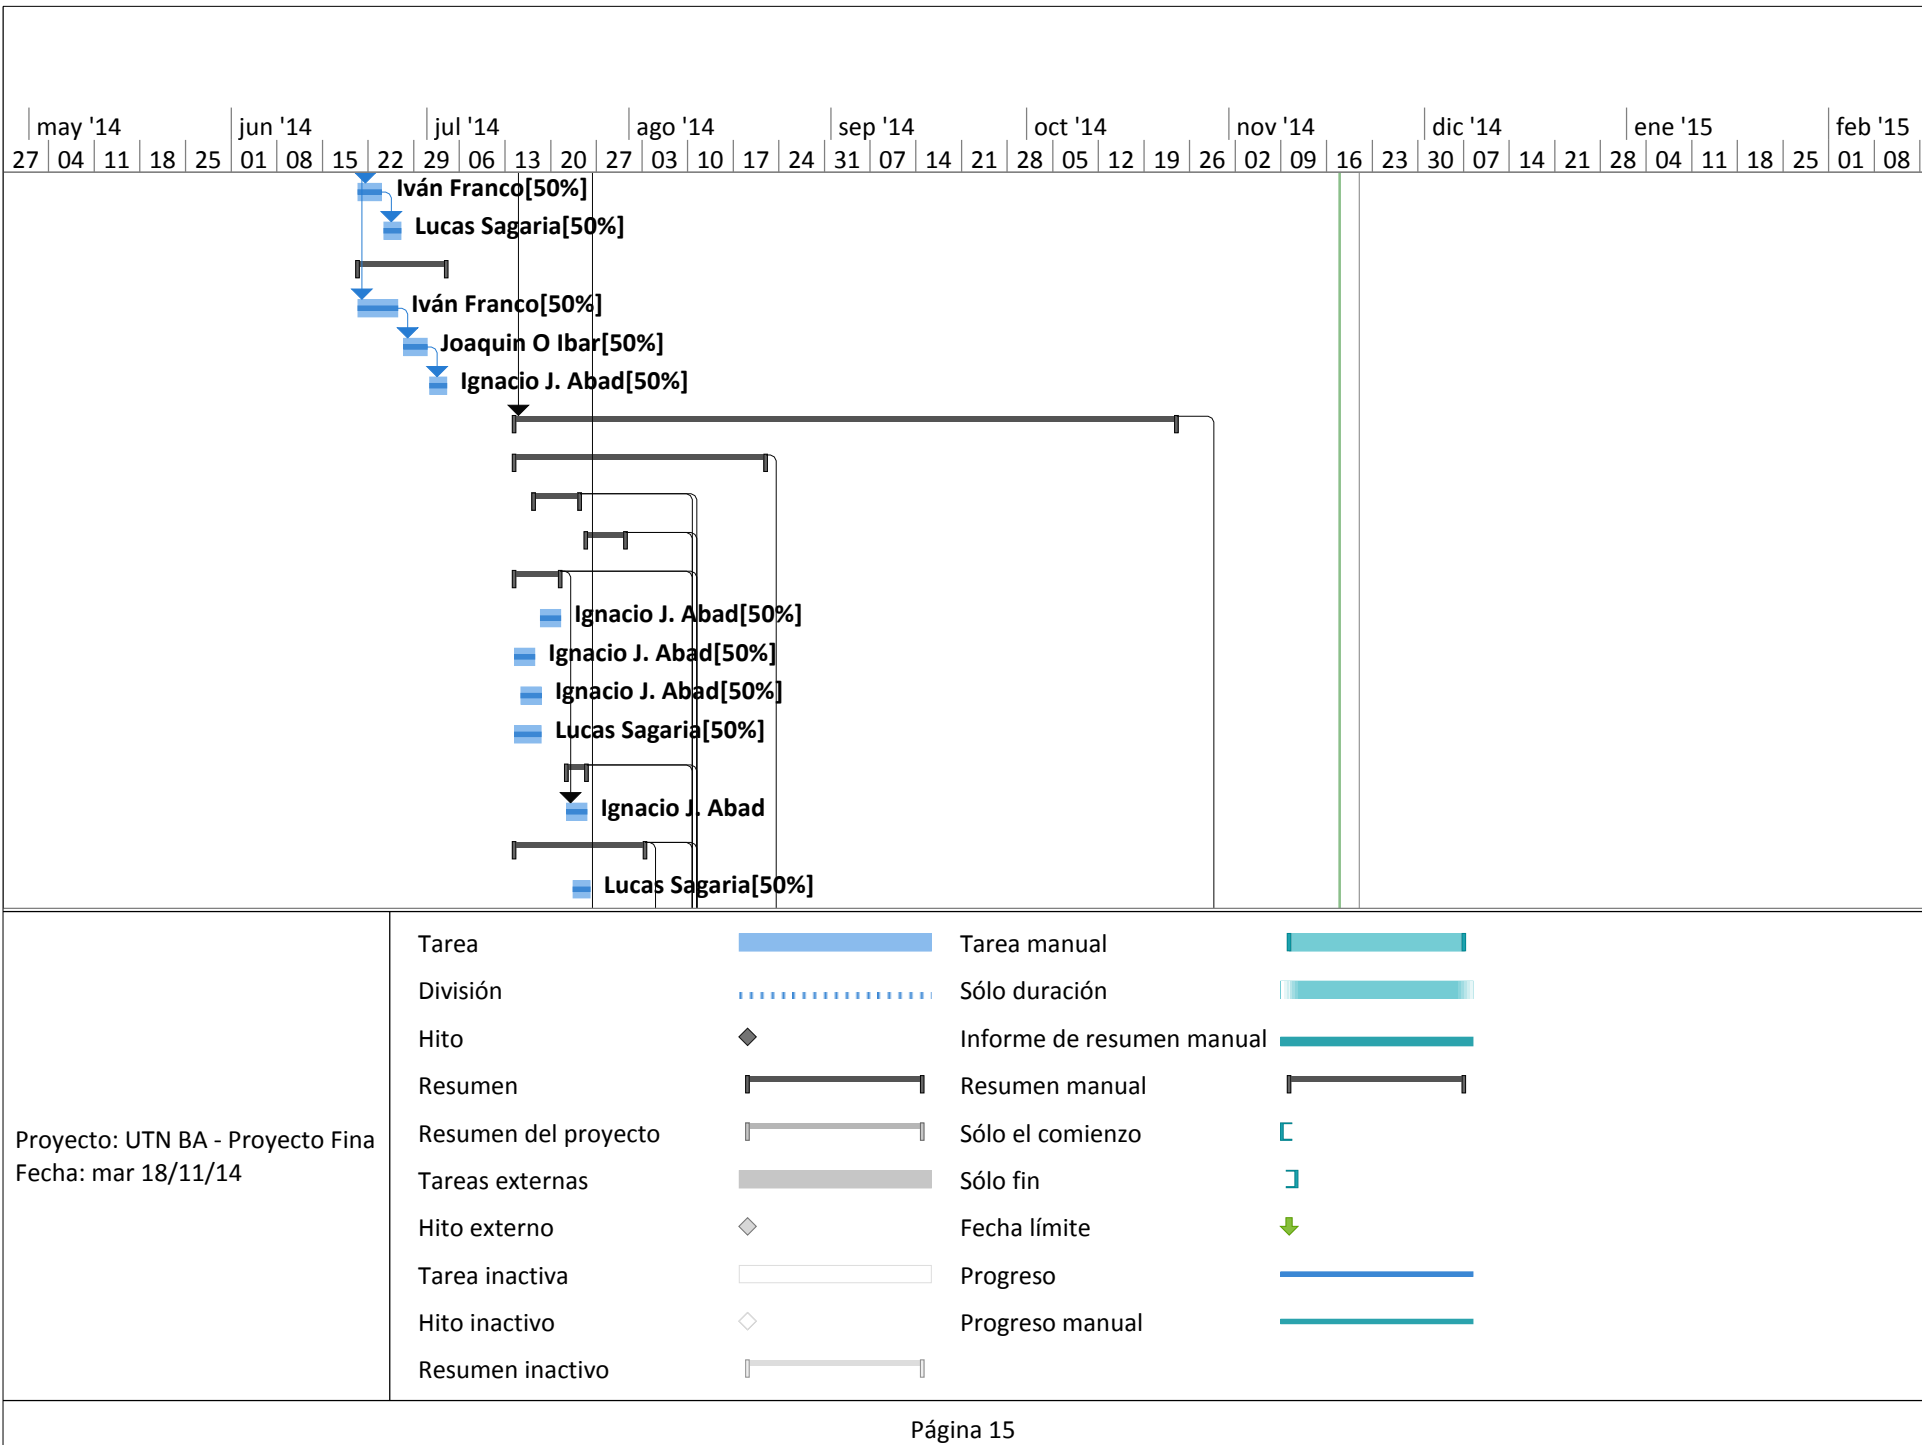 may '14 jun '14 jul '14 ago '14 sep '14 oct '14 nov '14 dic '14 ene '15 feb '15
27 04 11 18 25 01 08 15 22 29 06 13 20 27 03 10 17 24 31 07 14 21 28 05 12 19 26 02 09 16 23 30 07 14 21 28 04 11 18 25 01 08
Iván Franco[50%]
Lucas Sagaria[50%]
Iván Franco[50%]
Joaquin O Ibar[50%]
Ignacio J. Abad[50%]
Ignacio J. Abad[50%]
Ignacio J. Abad[50%]
Ignacio J. Abad[50%]
Lucas Sagaria[50%]
Ignacio J. Abad
Lucas Sagaria[50%]
Proyecto: UTN BA - Proyecto Fina
Fecha: mar 18/11/14
Tarea
División
Hito
Resumen
Resumen del proyecto
Tareas externas
Hito externo
Tarea inactiva
Hito inactivo
Resumen inactivo
Tarea manual
Sólo duración
Informe de resumen manual
Resumen manual
Sólo el comienzo
Sólo fin
Fecha límite
Progreso
Progreso manual
Página 15